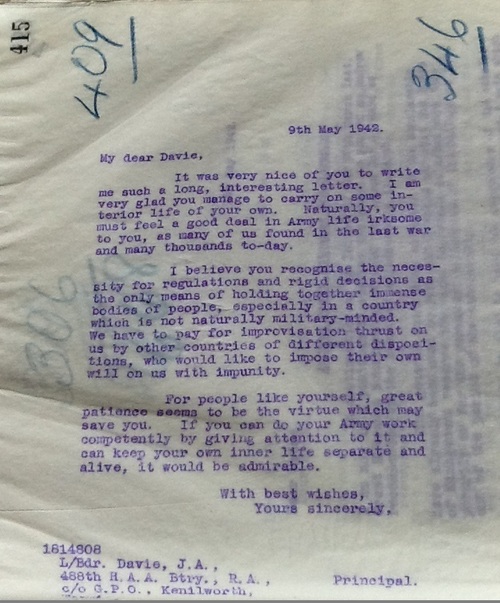 415
409
346
9th May 1942.
My dear Davie,
It was very nice of you to write
me such a long, interesting letter. I am
very glad you manage to carry on some in-
terior life of your own. Naturally, you
must feel a good deal in Army life irksome
to you, as many of us found in the last war
and many thousands to-day.
I believe you recognise the neces-
sity for regulations and rigid decisions as
the only means of holding together immense
bodies of people, especially in a country
which is not naturally military-minded.
We have to pay for improvisation thrust on
us by other countries of different disposi-
tions, who would like to impose their own
will on us with impunity.
For people like yourself, great
patience seems to be the virtue which may
save you. If you can do your Army work
competently by giving attention to it and
can keep your own inner life separate and
alive, it would be admirable.
With best wishes,
Yours sincerely,
1814808
L/Bdr. Davie, J.A.,
488th H.A.A. Btry., R.A.,
c/o G.P.O., Kenilworth,
Principal.